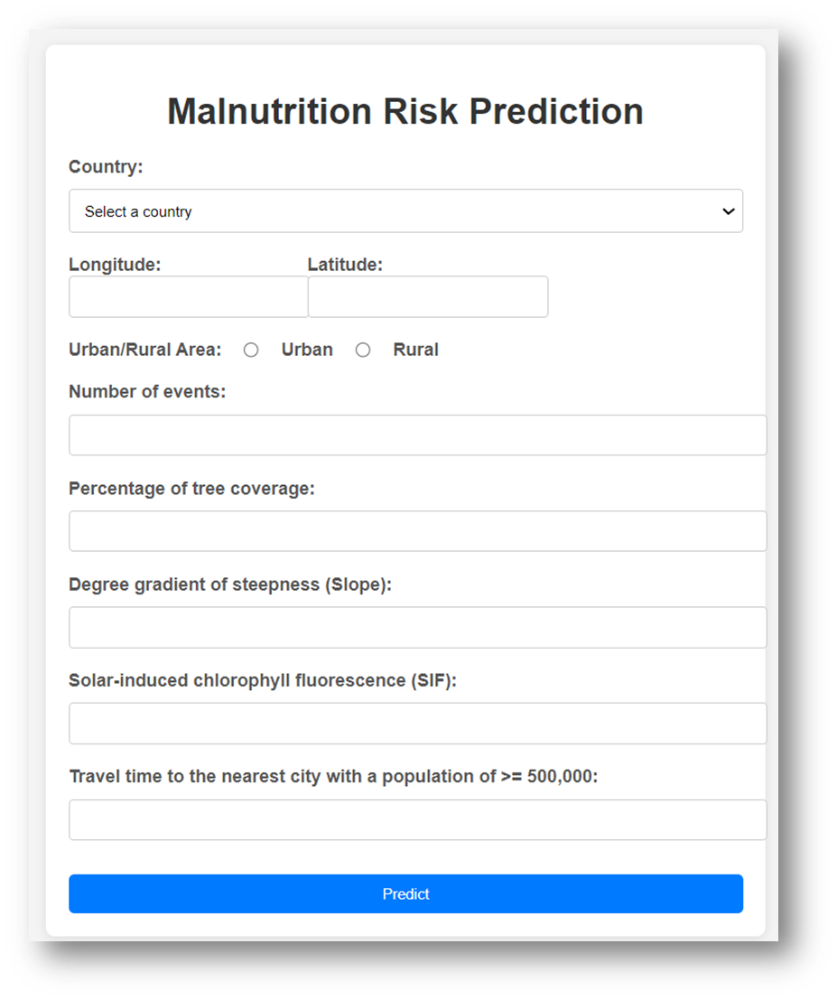 Malnutrition Risk Prediction
Country:
Select a country
Longitude: Latitude:
Urban/Rural Area: Urban Rural
Number of events:
Percentage of tree coverage:
Degree gradient of steepness (Slope):
Solar-induced chlorophyll fluorescence (SIF):
Travel time to the nearest city with a population of >= 500,000:
Predict